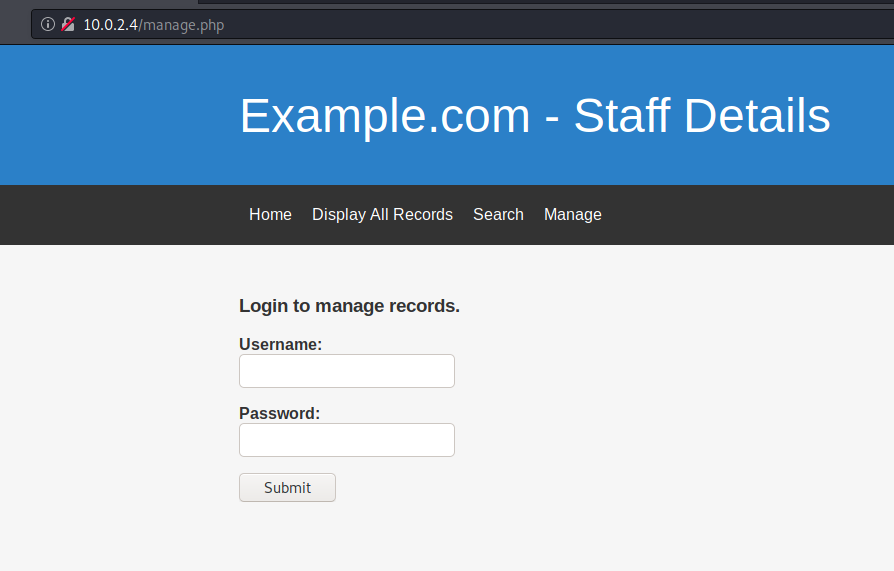 10.0.2.4/manage.php
Example.com - Staff Details
Home Display All Records Search Manage
Login to manage records.
Username:
Password:
Submit